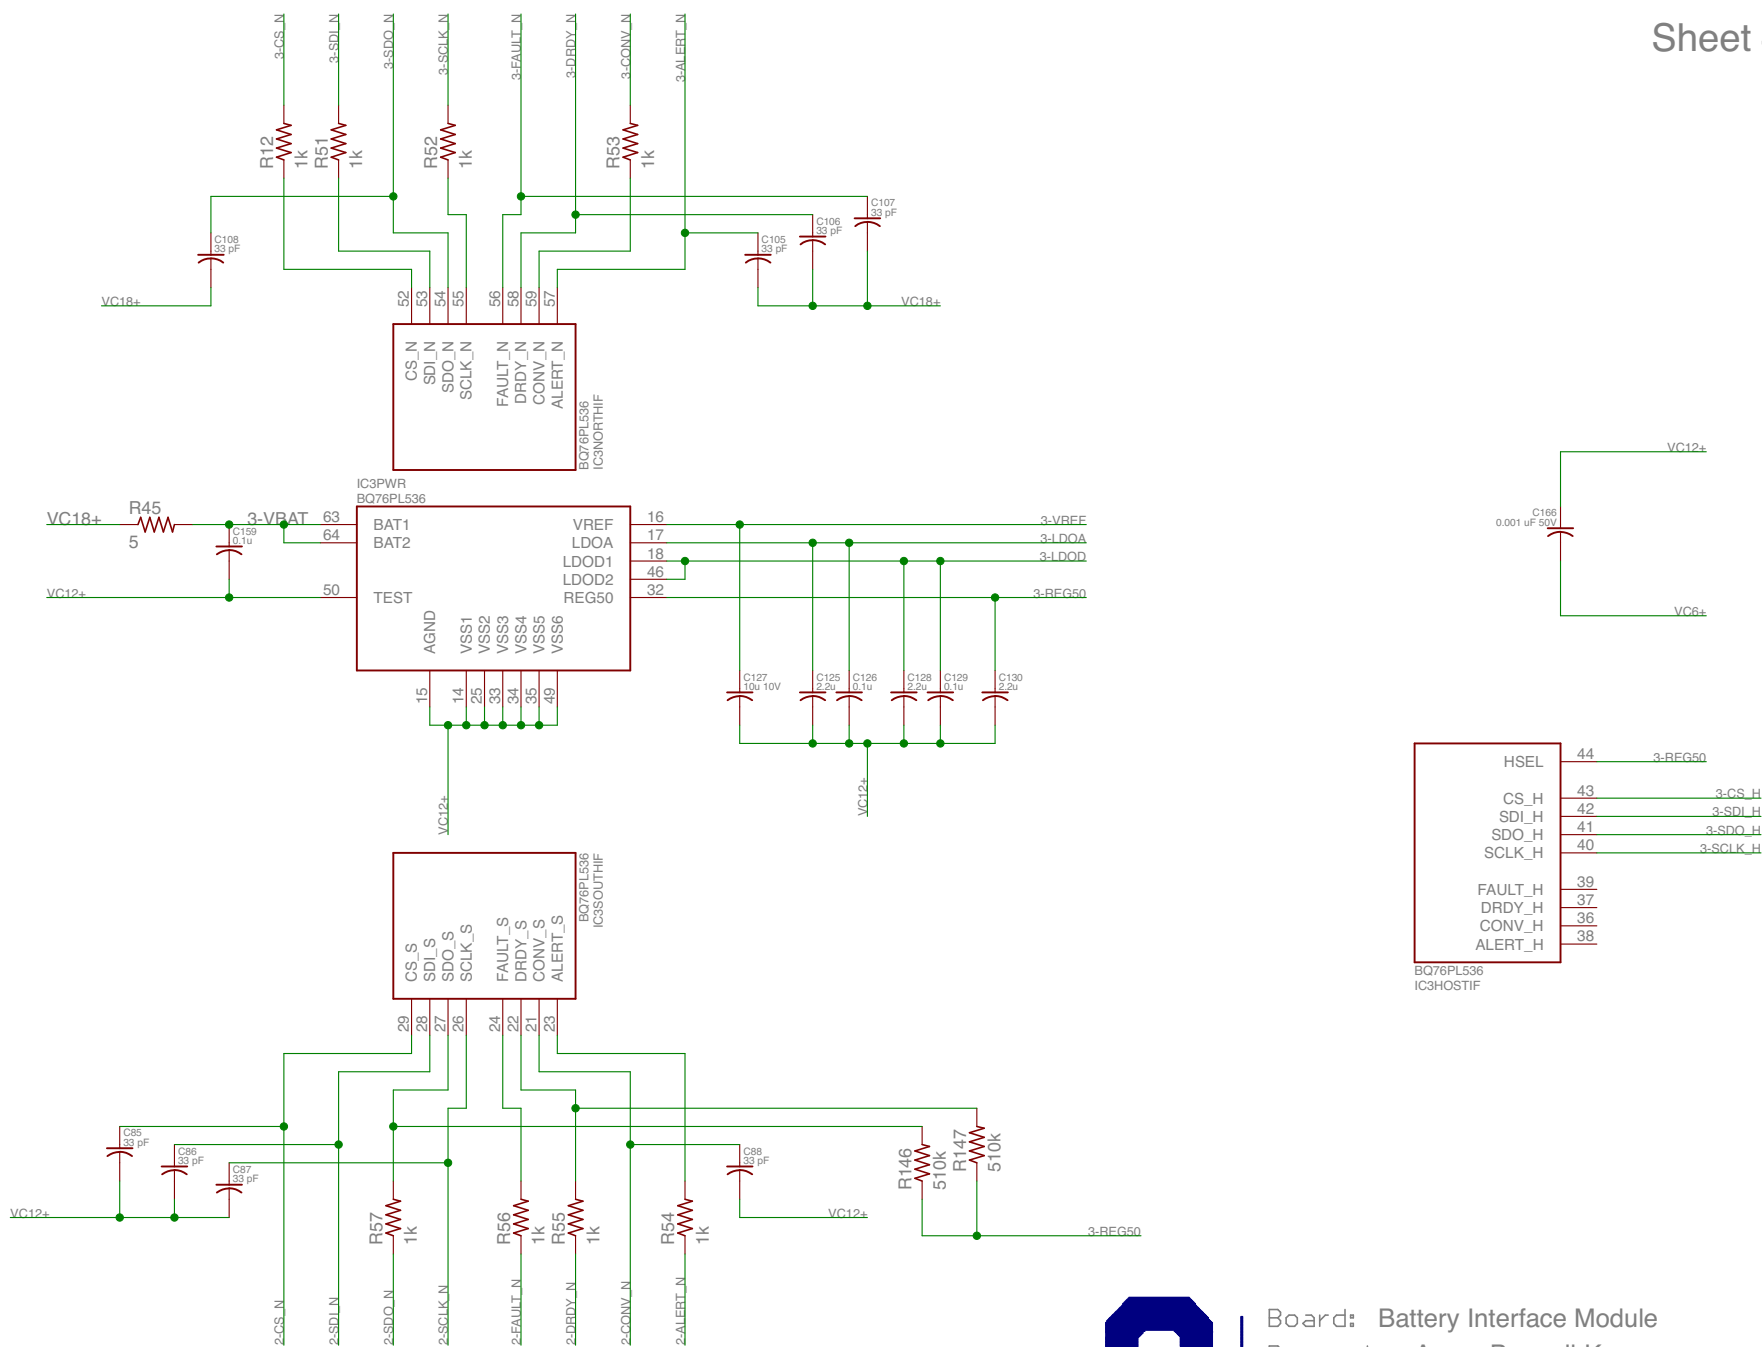 Sheet
3-CS_N
3-SDI_N
3-SDO_N
3-SCLK_N
3-FAULT_N
3-DRDY_N
3-CONV_N
3-ALERT_N
R12
1k
R51
1k
R52
1k
R53
1k
C108
33 pF
C107
33 pF
C106
33 pF
C105
33 pF
VC18+
VC18+
52
53
54
55
56
58
59
57
CS_N
SDI_N
SDO_N
SCLK_N
FAULT_N
DRDY_N
CONV_N
ALERT_N
BQ76PL536
IC3NORTHIF
IC3PWR
BQ76PL536
VC18+
R45
5
3-VBAT
C159
0.1u
VC12+
63
64
50
BAT1
BAT2
TEST
VREF
LDOA
LDOD1
LDOD2
REG50
16
17
18
46
32
3-VREF
3-LDOA
3-LDOD
3-REG50
AGND
VSS1
VSS2
VSS3
VSS4
VSS5
VSS6
15
14
25
33
34
35
49
VC12+
C127
10u 10V
C125
2.2u
C126
0.1u
C128
2.2u
C129
0.1u
C130
2.2u
VC12+
VC12+
C166
0.001 uF 50V
VC6+
HSEL
CS_H
SDI_H
SDO_H
SCLK_H
FAULT_H
DRDY_H
CONV_H
ALERT_H
44
43
42
41
40
39
37
36
38
3-REG50
3-CS_H
3-SDI_H
3-SDO_H
3-SCLK_H
BQ76PL536
IC3HOSTIF
BQ76PL536
IC3SOUTHIF
CS_S
SDI_S
SDO_S
SCLK_S
FAULT_S
DRDY_S
CONV_S
ALERT_S
29
28
27
26
24
22
21
23
C85
33 pF
C86
33 pF
C87
33 pF
C88
33 pF
VC12+
VC12+
R57
1k
R56
1k
R55
1k
R54
1k
R146
510k
R147
510k
3-REG50
2-CS_N
2-SDI_N
2-SDO_N
2-SCLK_N
2-FAULT_N
2-DRDY_N
2-CONV_N
2-ALERT_N
Board: Battery Interface Module